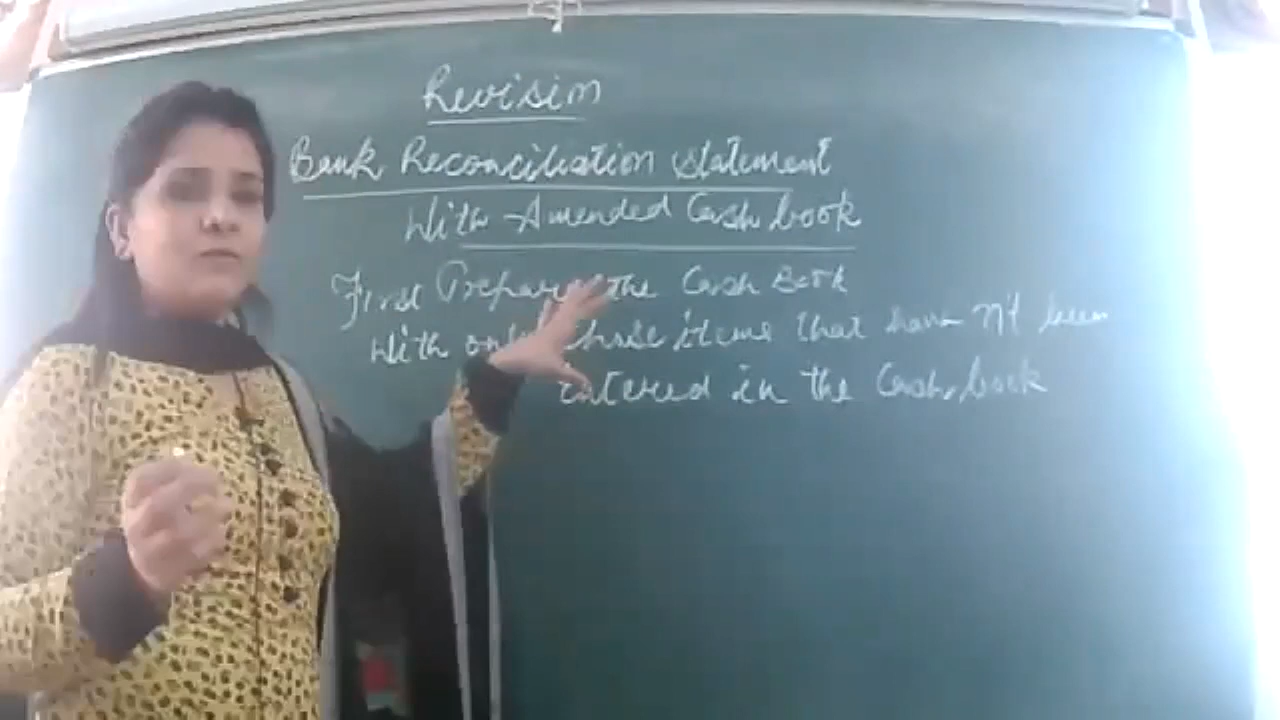 Revision
Bank Reconciliation Statement
With Amended Cash book
First Prepare the Cash Book
With only those items that have n't been
entered in the Cash book